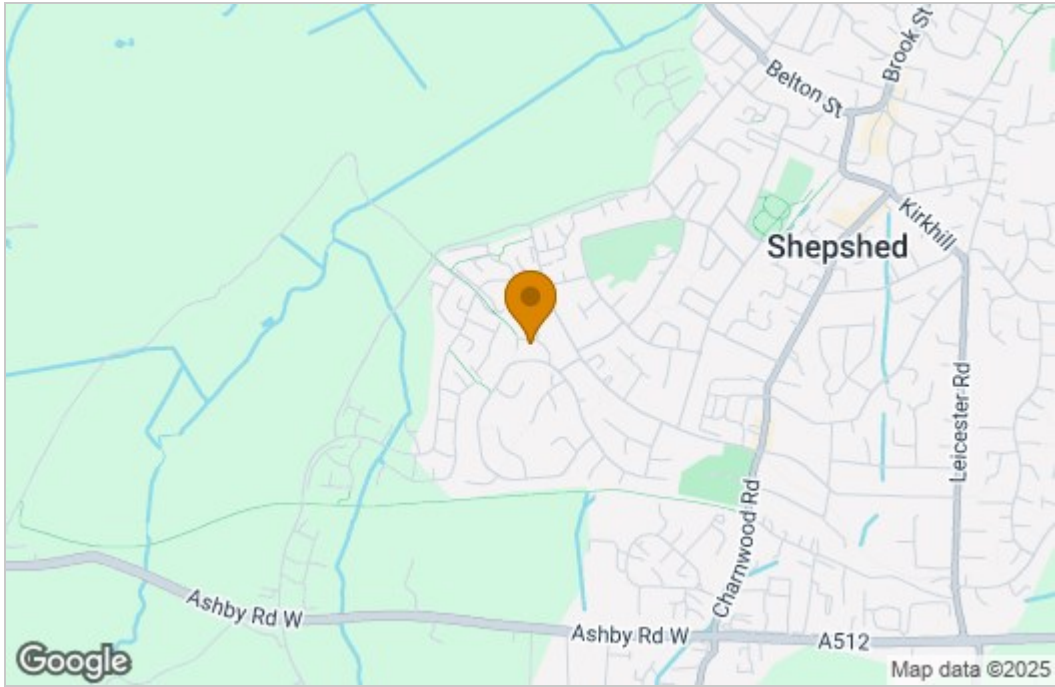 Brook St
Belton St
Shepshed
Kirkhill
Leicester Rd
Charnwood Rd
Ashby Rd W
Ashby Rd W
A512
Google
Map data ©2025